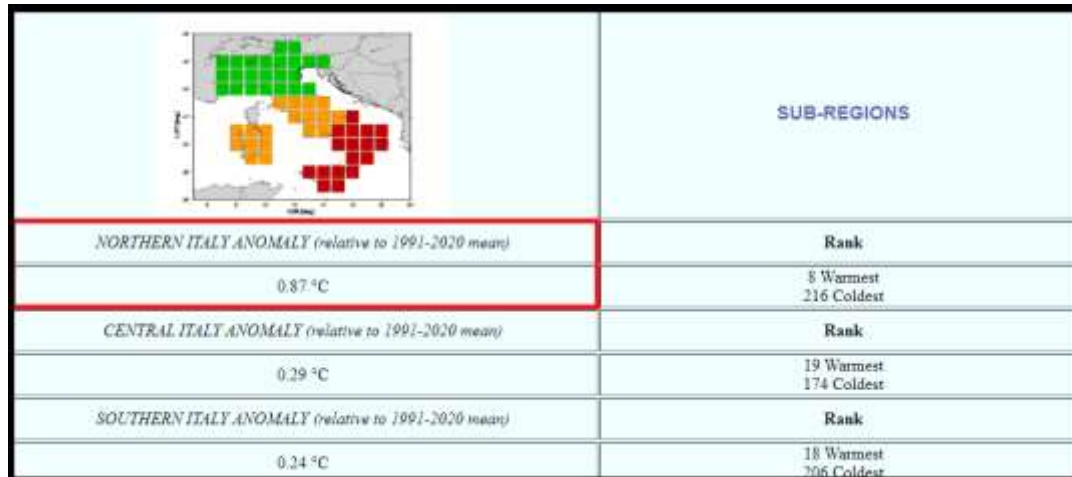 SUB-REGIONS
NORTHERN ITALY ANOMALY (relative to 1991-2020 mean)
Rank
0.87 °C
8 Warmest
216 Coldest
CENTRAL ITALY ANOMALY (relative to 1991-2020 mean)
Rank
0.29 °C
19 Warmest
174 Coldest
SOUTHERN ITALY ANOMALY (relative to 1991-2020 mean)
Rank
0.24 °C
18 Warmest
206 Coldest